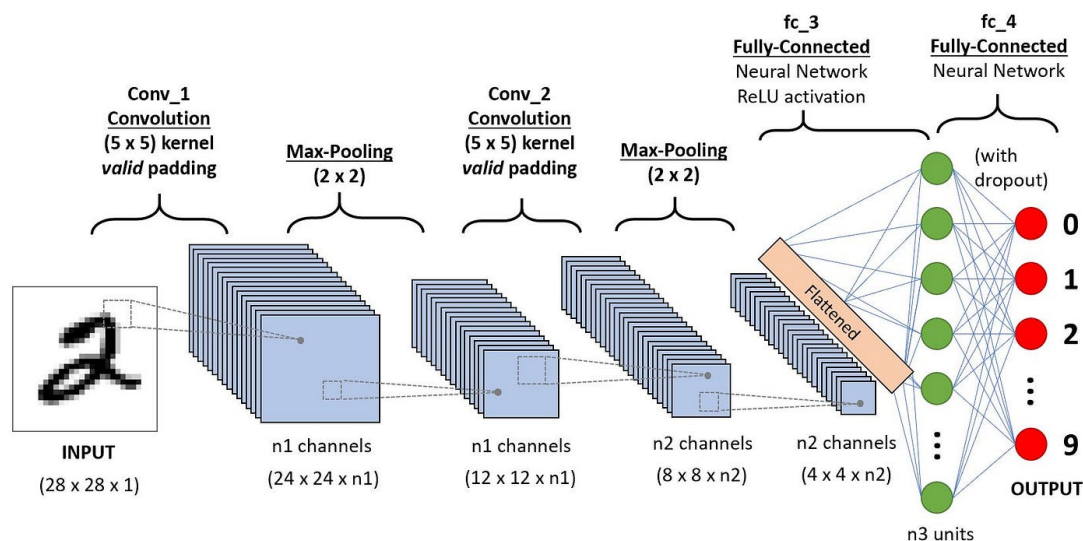 fc_3
Fully-Connected
Neural Network
ReLU activation
fc_4
Fully-Connected
Neural Network
Conv_1
Convolution
(5 x 5) kernel
valid padding
Max-Pooling
(2 x 2)
Conv_2
Convolution
(5 x 5) kernel
valid padding
Max-Pooling
(2 x 2)
(with
dropout)
Flattened
0
1
2
9
INPUT
(28 x 28 x 1)
n1 channels
(24 x 24 x n1)
n1 channels
(12 x 12 x n1)
n2 channels
(8 x 8 x n2)
n2 channels
(4 x 4 x n2)
OUTPUT
n3 units